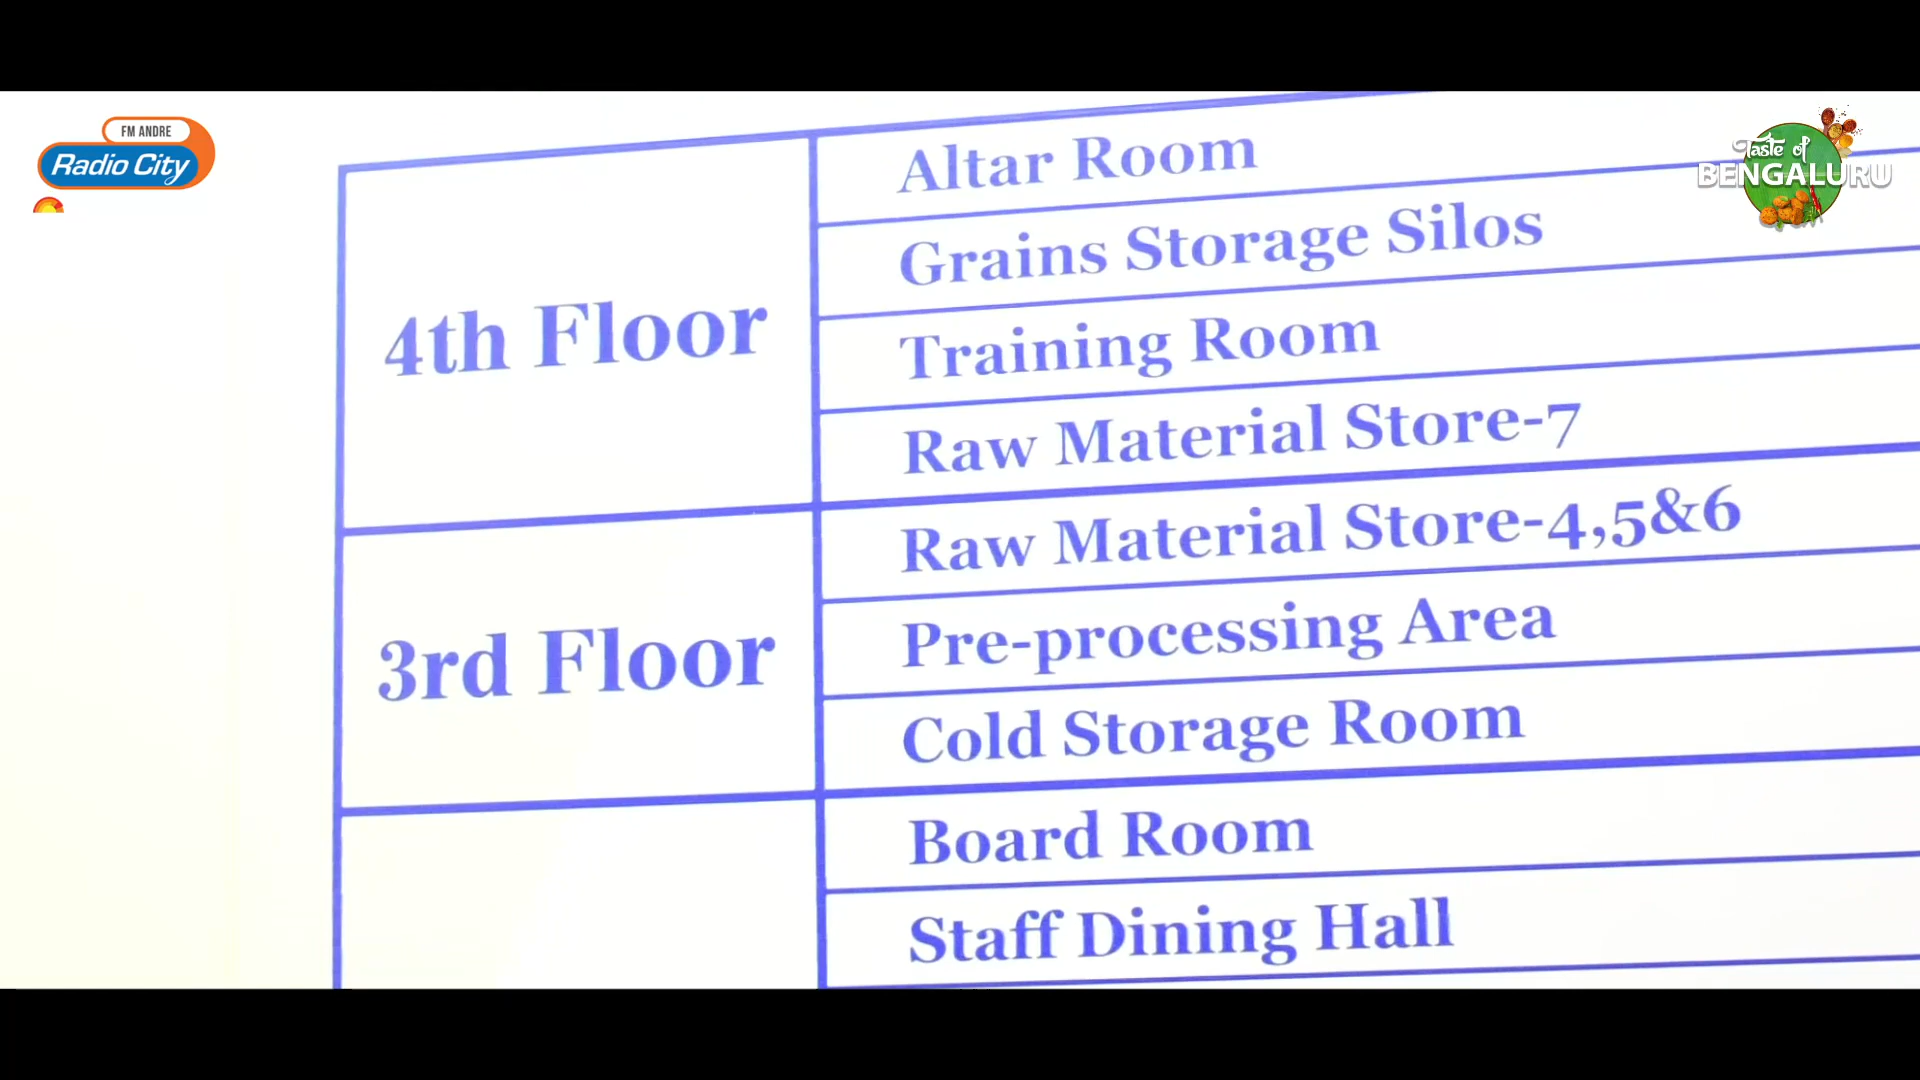 FM ANDRE
Radio City
Taste of
BENGALURU
4th Floor
Altar Room
Grains Storage Silos
Training Room
Raw Material Store-7
3rd Floor
Raw Material Store-4,5&6
Pre-processing Area
Cold Storage Room
Board Room
Staff Dining Hall